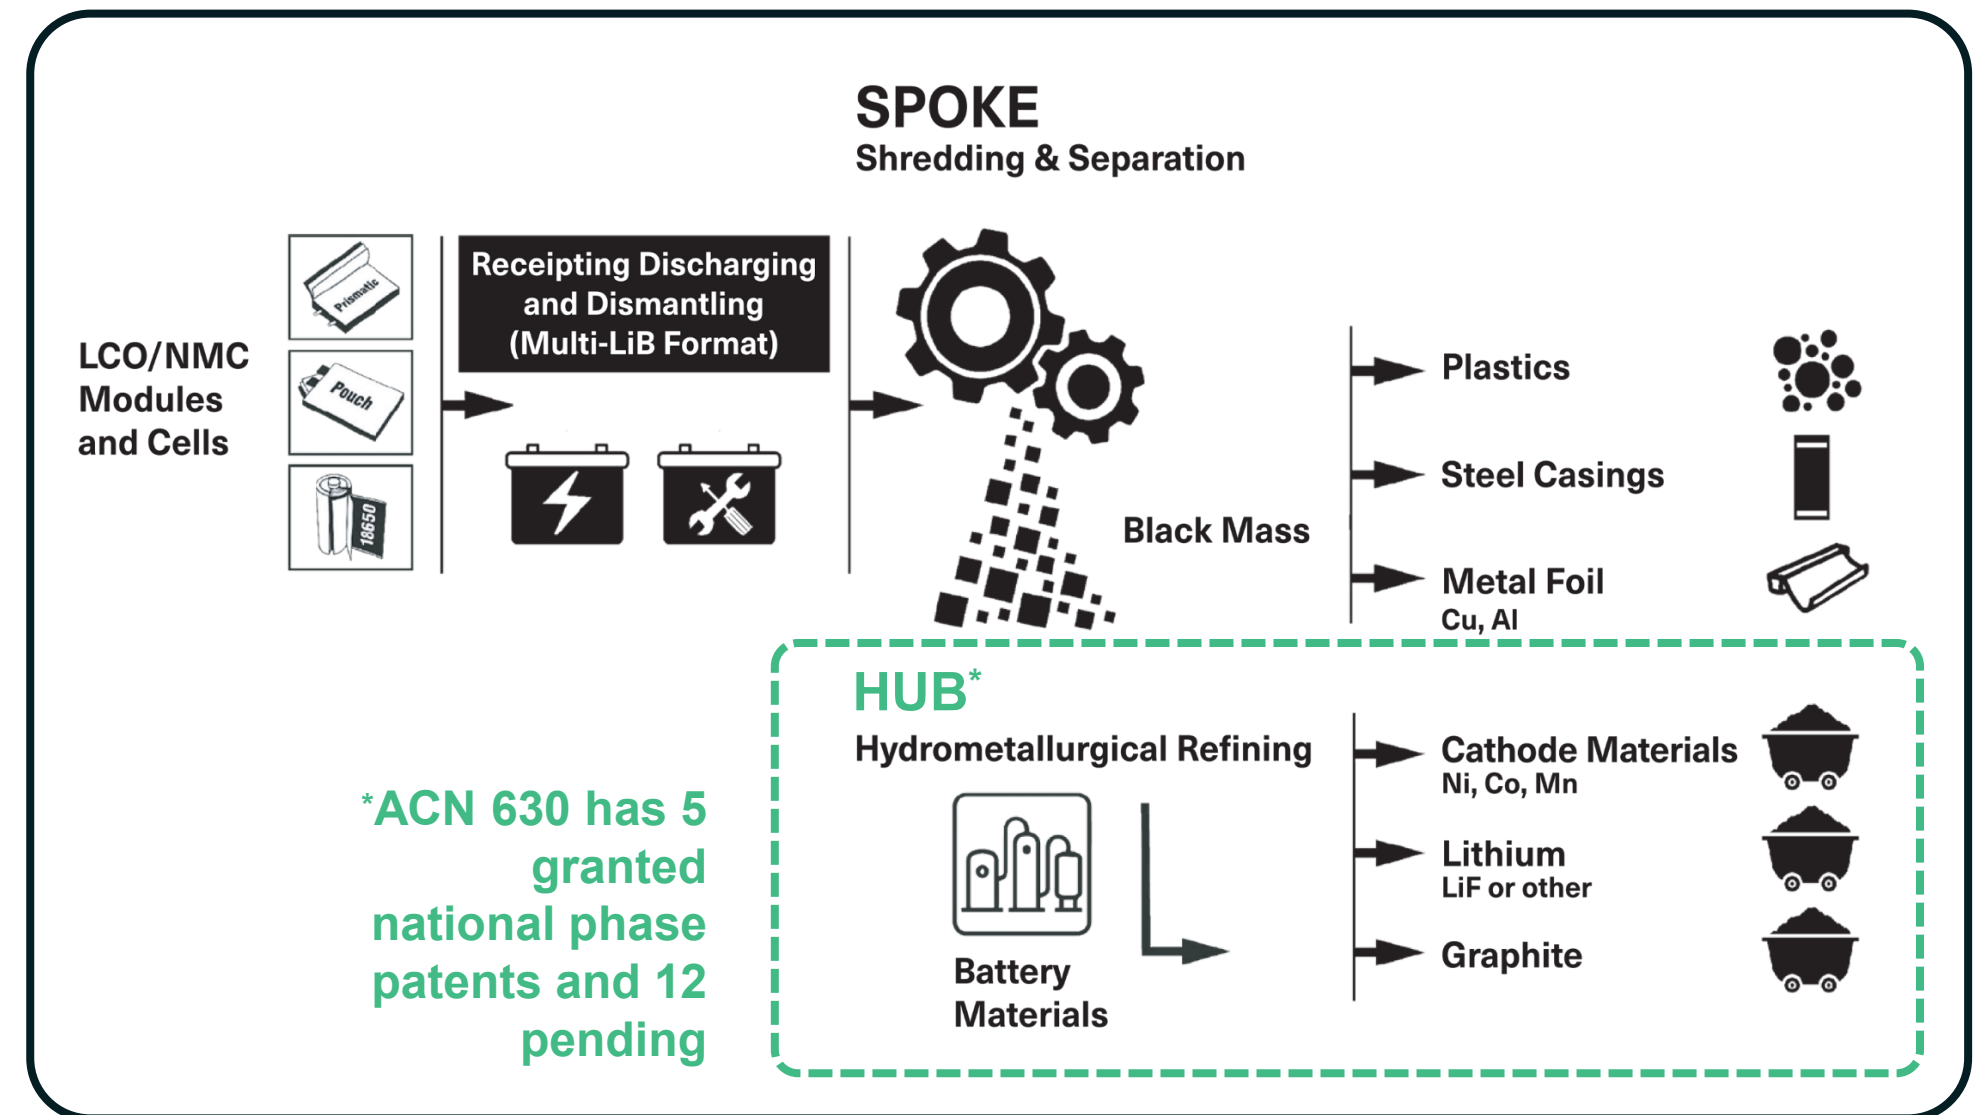 SPOKE
Shredding & Separation
LCO/NMC
Modules
and Cells
Prismatic
Pouch
18650
Receipting Discharging
and Dismantling
(Multi-LiB Format)
Black Mass
Plastics
Steel Casings
Metal Foil
Cu, Al
HUB*
Hydrometallurgical Refining
Battery
Materials
Cathode Materials
Ni, Co, Mn
Lithium
LiF or other
Graphite
*ACN 630 has 5
granted
national phase
patents and 12
pending